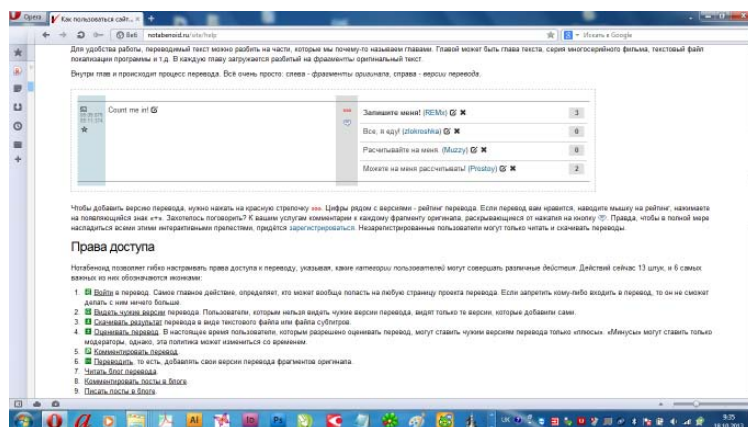 Opera
Как пользоваться сайт...
Веб
notabenoid.ru/site/help
Искать в Google
Для удобства работы, переводимый текст можно разбить на части, которые мы почему-то называем главами. Главой может быть глава текста, серия многосерийного фильма, текстовый файл
локализации программы и т.д. В каждую главу загружается разбитый на фрагменты оригинальный текст.
Внутри глав и происходит процесс перевода. Всё очень просто: слева - фрагменты оригинала, справа - версии перевода.
Count me in!
Запишите меня! (REMx) 3
Все, я еду! (zlokroshka) 0
Расчитывайте на меня. (Muzzy) 0
Можете на меня рассчитывать! (Prostoy) 2
Чтобы добавить версию перевода, нужно нажать на красную стрелочку »»». Цифры рядом с версиями - рейтинг перевода. Если перевод вам нравится, наводите мышку на рейтинг, нажимаете
на появляющийся знак «+». Захотелось поговорить? К вашим услугам комментарии к каждому фрагменту оригинала, раскрывающиеся от нажатия на кнопку. Правда, чтобы в полной мере
насладиться всеми этими интерактивными прелестями, придётся зарегистрироваться. Незарегистрированные пользователи могут только читать и скачивать переводы.
Права доступа
Нотабеноид позволяет гибко настраивать права доступа к переводу, указывая, какие категории пользователей могут совершать различные действия. Действий сейчас 13 штук, и 6 самых
важных из них обозначаются иконками:
1. Войти в перевод. Самое главное действие, определяет, кто может вообще попасть на любую страницу проекта перевода. Если запретить кому-либо входить в перевод, то он не сможет
делать с ним ничего больше.
2. Видеть чужие версии перевода. Пользователи, которым нельзя видеть чужие версии перевода, видят только те версии, которые добавили сами.
3. Скачивать результат перевода в виде текстового файла или файла субтитров.
4. Оценивать перевод. В настоящее время пользователи, которым разрешено оценивать перевод, могут ставить чужим версиям перевода только «плюсы». «Минусы» могут ставить только
модераторы, однако, эта политика может измениться со временем.
5. Комментировать перевод.
6. Переводить, то есть, добавлять свои версии перевода фрагментов оригинала.
7. Читать блог перевода.
8. Комментировать посты в блоге.
9. Писать посты в блоге.
UK
9:35
18.10.2013